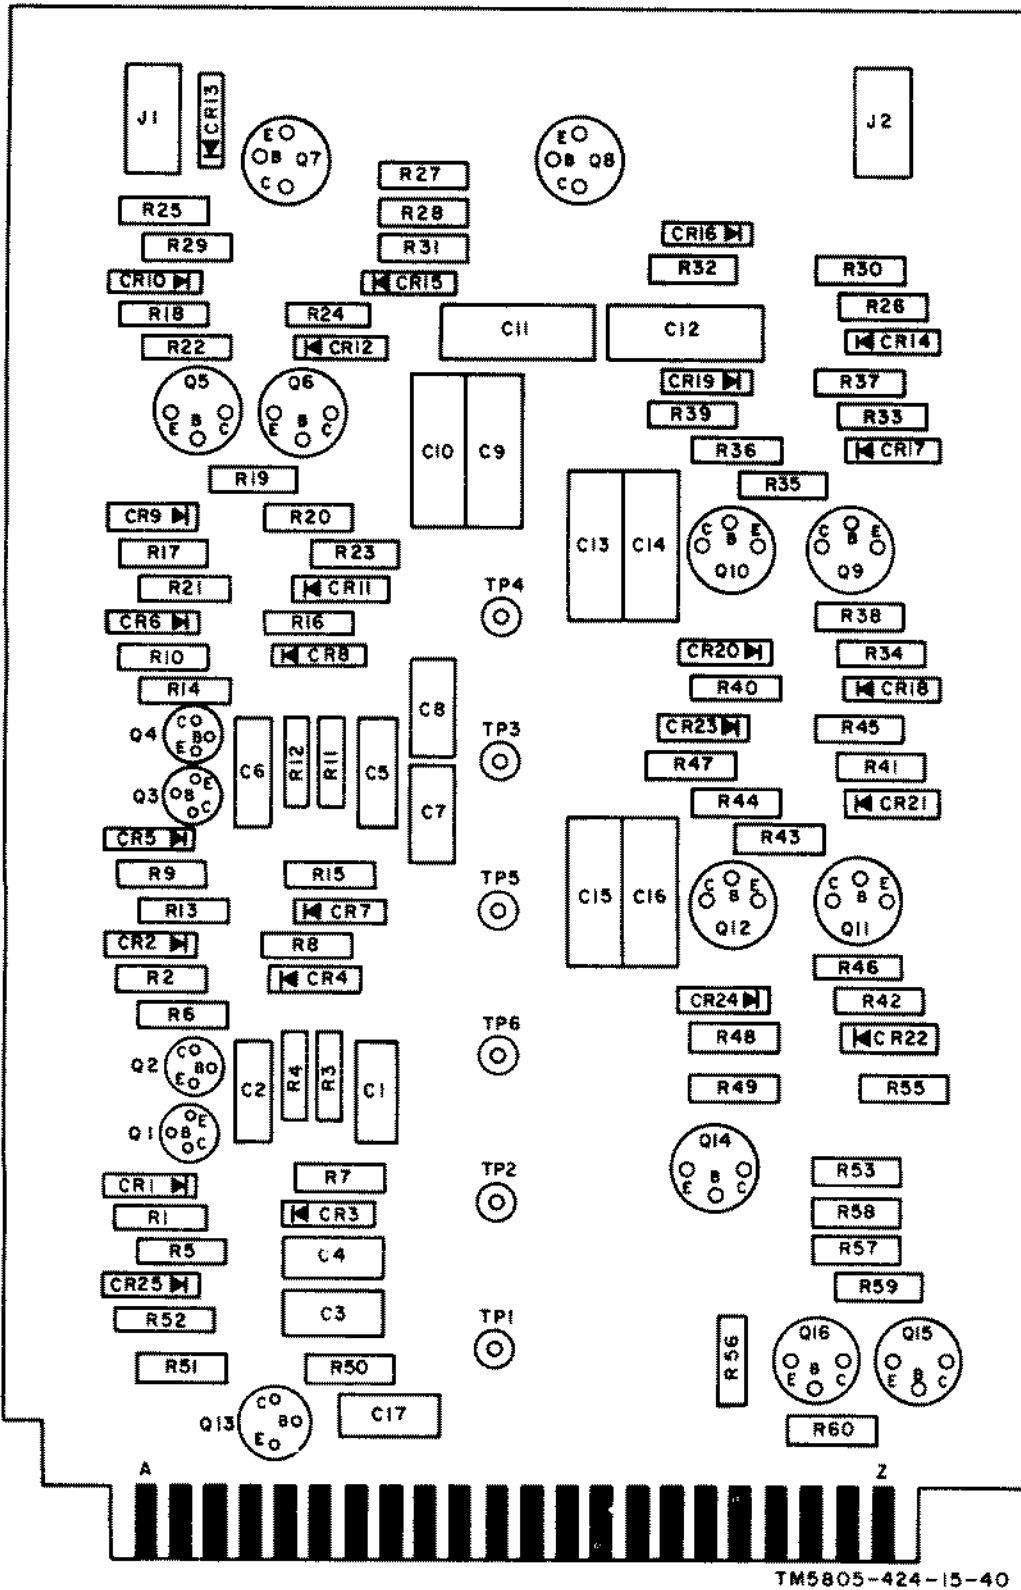 J1
CR13
E
B
Q7
C
E
B
Q8
C
J2
R27
R25
R28
CR16
R29
R31
R32
R30
CR10
CR15
R26
R18
R24
C11
C12
CR14
R22
CR12
Q5
Q6
CR19
R37
E
B
C
E
B
C
R39
R33
C10
C9
R36
CR17
R19
R35
CR9
R20
C13
C14
C
B
E
Q10
C
B
E
Q9
R17
R23
R21
CR11
TP4
CR6
R16
R38
R10
CR8
CR20
R34
R14
R40
CR18
Q4
C
B
E
C6
R12
R11
C5
C8
TP3
CR23
R45
Q3
E
B
C
C7
R47
R41
R44
CR21
CR5
R43
R9
R15
TP5
C15
C16
C
B
E
Q12
C
B
E
Q11
R13
CR7
CR2
R8
R2
CR4
R46
R6
CR24
R42
TP6
R48
CR22
Q2
C
B
E
C2
R4
R3
C1
R49
R55
Q1
E
B
C
Q14
E
B
C
CR1
R7
TP2
R53
R1
CR3
R58
R5
C4
R57
CR25
R59
R52
C3
TP1
R56
Q16
E
B
C
Q15
E
B
C
R51
R50
Q13
C
B
E
C17
R60
A
Z
TM5805-424-15-40